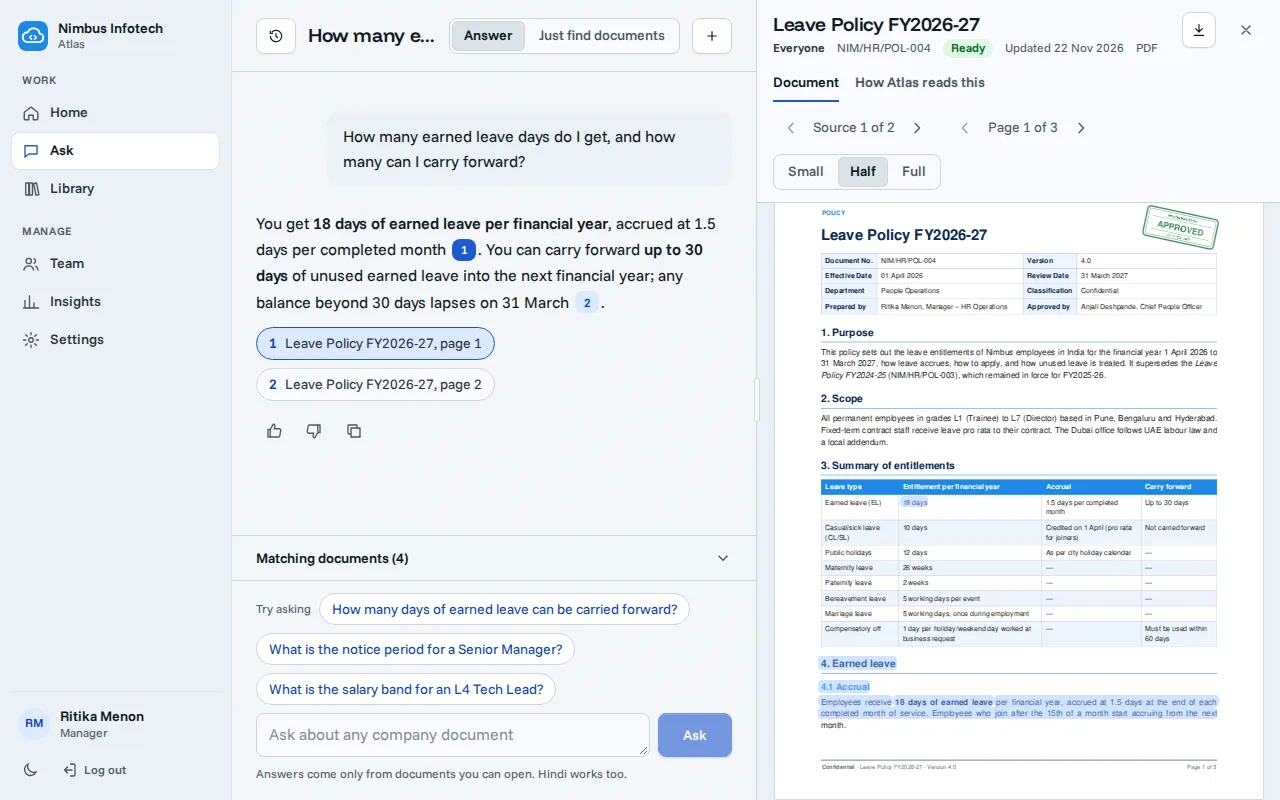 Nimbus Infotech
Atlas
WORK
Home
Ask
Library
MANAGE
Team
Insights
Settings
RM
Ritika Menon
Manager
Log out
How many e...
Answer
Just find documents
How many earned leave days do I get, and how
many can I carry forward?
You get 18 days of earned leave per financial year, accrued at 1.5
days per completed month 1 . You can carry forward up to 30
days of unused earned leave into the next financial year; any
balance beyond 30 days lapses on 31 March 2 .
1 Leave Policy FY2026-27, page 1
2 Leave Policy FY2026-27, page 2
Matching documents (4)
Try asking
How many days of earned leave can be carried forward?
What is the notice period for a Senior Manager?
What is the salary band for an L4 Tech Lead?
Ask about any company document
Ask
Answers come only from documents you can open. Hindi works too.
Leave Policy FY2026-27
Everyone NIM/HR/POL-004 Ready Updated 22 Nov 2026 PDF
Document
How Atlas reads this
Source 1 of 2
Page 1 of 3
Small
Half
Full
POLICY
APPROVED
Leave Policy FY2026-27
Document No. NIM/HR/POL-004 Version 4.0
Effective Date 01 April 2026 Review Date 31 March 2027
Department People Operations Classification Confidential
Prepared by Ritika Menon, Manager – HR Operations Approved by Anjali Deshpande, Chief People Officer
1. Purpose
This policy sets out the leave entitlements of Nimbus employees in India for the financial year 1 April 2026 to
31 March 2027, how leave accrues, how to apply, and how unused leave is treated. It supersedes the Leave
Policy FY2024-25 (NIM/HR/POL-003), which remained in force for FY2025-26.
2. Scope
All permanent employees in grades L1 (Trainee) to L7 (Director) based in Pune, Bengaluru and Hyderabad.
Fixed-term contract staff receive leave pro rata to their contract. The Dubai office follows UAE labour law and
a local addendum.
3. Summary of entitlements
Leave type Entitlement per financial year Accrual Carry forward
Earned leave (EL) 18 days 1.5 days per completed month Up to 30 days
Casual/sick leave (CL/SL) 10 days Credited on 1 April (pro rata for joiners) Not carried forward
Public holidays 12 days As per city holiday calendar —
Maternity leave 26 weeks — —
Paternity leave 2 weeks — —
Bereavement leave 5 working days per event — —
Marriage leave 5 working days, once during employment — —
Compensatory off 1 day per holiday/weekend day worked at business request — Must be used within 60 days
4. Earned leave
4.1 Accrual
Employees receive 18 days of earned leave per financial year, accrued at 1.5 days at the end of each
completed month of service. Employees who join after the 15th of a month start accruing from the next
month.
Confidential · Leave Policy FY2026-27 · Version 4.0
Page 1 of 3